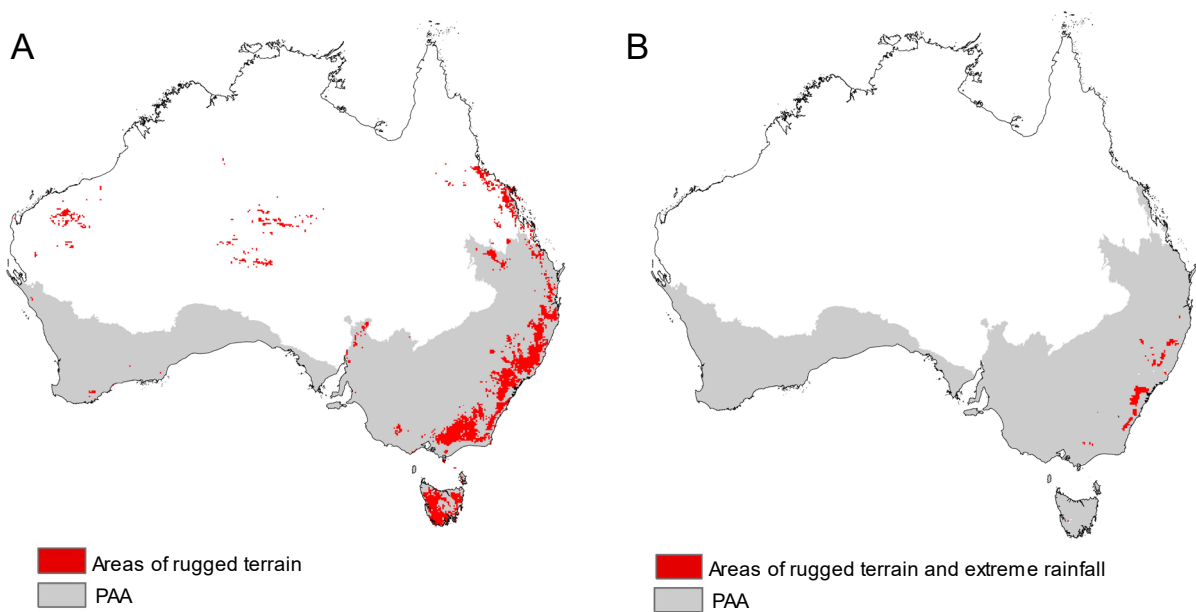 A
B
Areas of rugged terrain
PAA
Areas of rugged terrain and extreme rainfall
PAA